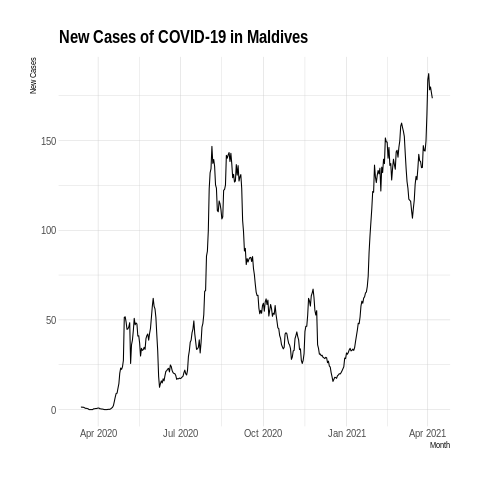 New Cases of COVID-19 in Maldives
New Cases
150
100
50
0
Apr 2020 Jul 2020 Oct 2020 Jan 2021 Apr 2021
Month